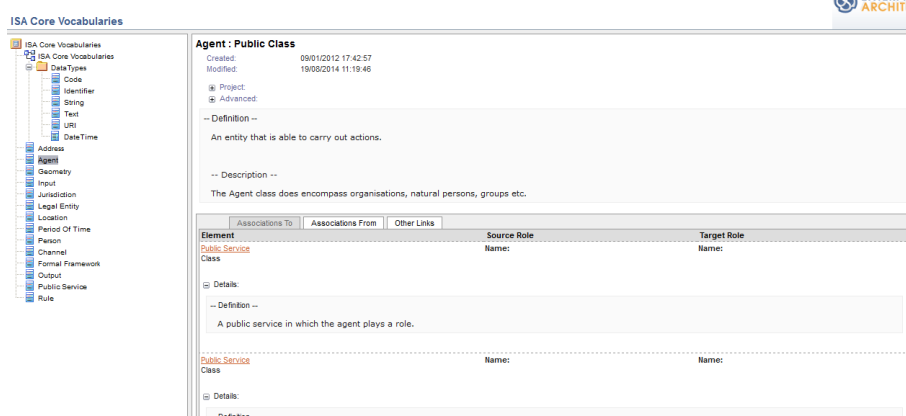 ARCHIT
ISA Core Vocabularies
ISA Core Vocabularies
ISA Core Vocabularies
DataTypes
Code
Identifier
String
Text
URI
DateTime
Address
Agent
Geometry
Input
Jurisdiction
Legal Entity
Location
Period Of Time
Person
Channel
Formal Framework
Output
Public Service
Rule
Agent : Public Class
Created: 09/01/2012 17:42:57
Modified: 19/08/2014 11:19:46
Project:
Advanced:
-- Definition --
An entity that is able to carry out actions.
-- Description --
The Agent class does encompass organisations, natural persons, groups etc.
Associations To Associations From Other Links
Element Source Role Target Role
Public Service Name: Name:
Class
Details:
-- Definition --
A public service in which the agent plays a role.
Public Service Name: Name:
Class
Details: